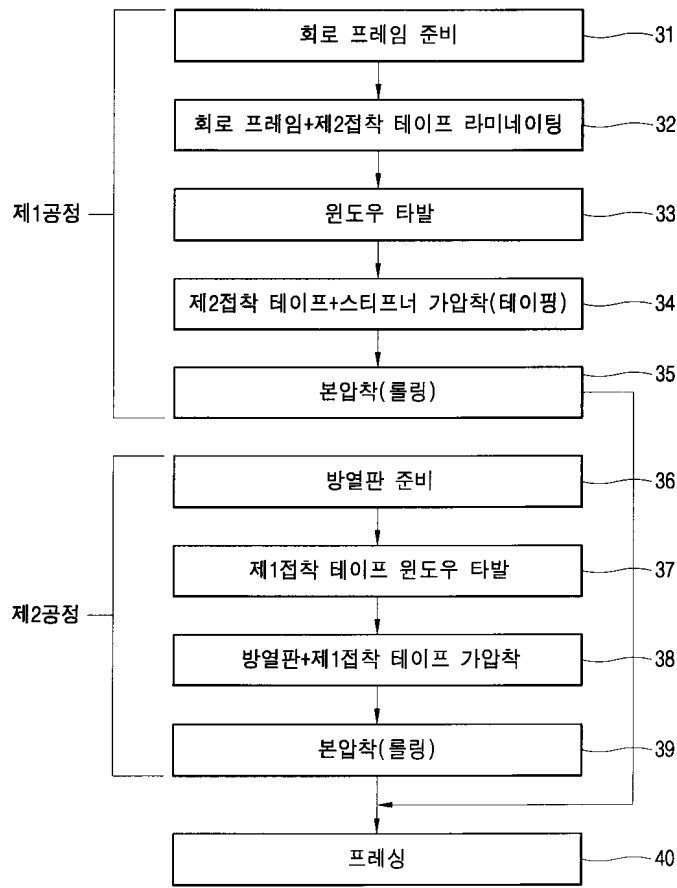 회로 프레임 준비
31
회로 프레임+제2접착 테이프 라미네이팅
32
제1공정
윈도우 타발
33
제2접착 테이프+스티프너 가압착(테이핑)
34
본압착(롤링)
35
방열판 준비
36
제1접착 테이프 윈도우 타발
37
제2공정
방열판+제1접착 테이프 가압착
38
본압착(롤링)
39
프레싱
40